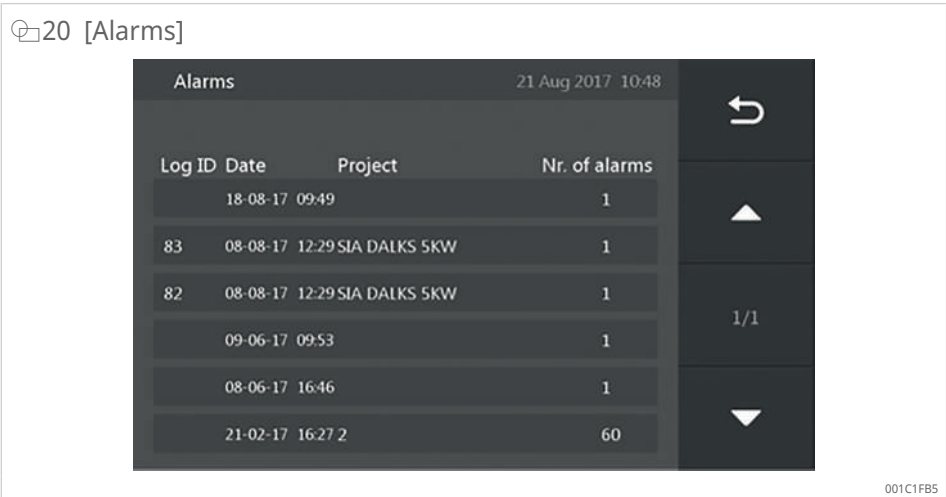 20 [Alarms]
Alarms 21 Aug 2017 10:48
Log ID Date Project Nr. of alarms
18-08-17 09:49 1
83 08-08-17 12:29 SIA DALKS 5KW 1
82 08-08-17 12:29 SIA DALKS 5KW 1
1/1
09-06-17 09:53 1
08-06-17 16:46 1
21-02-17 16:27 2 60
001C1FB5